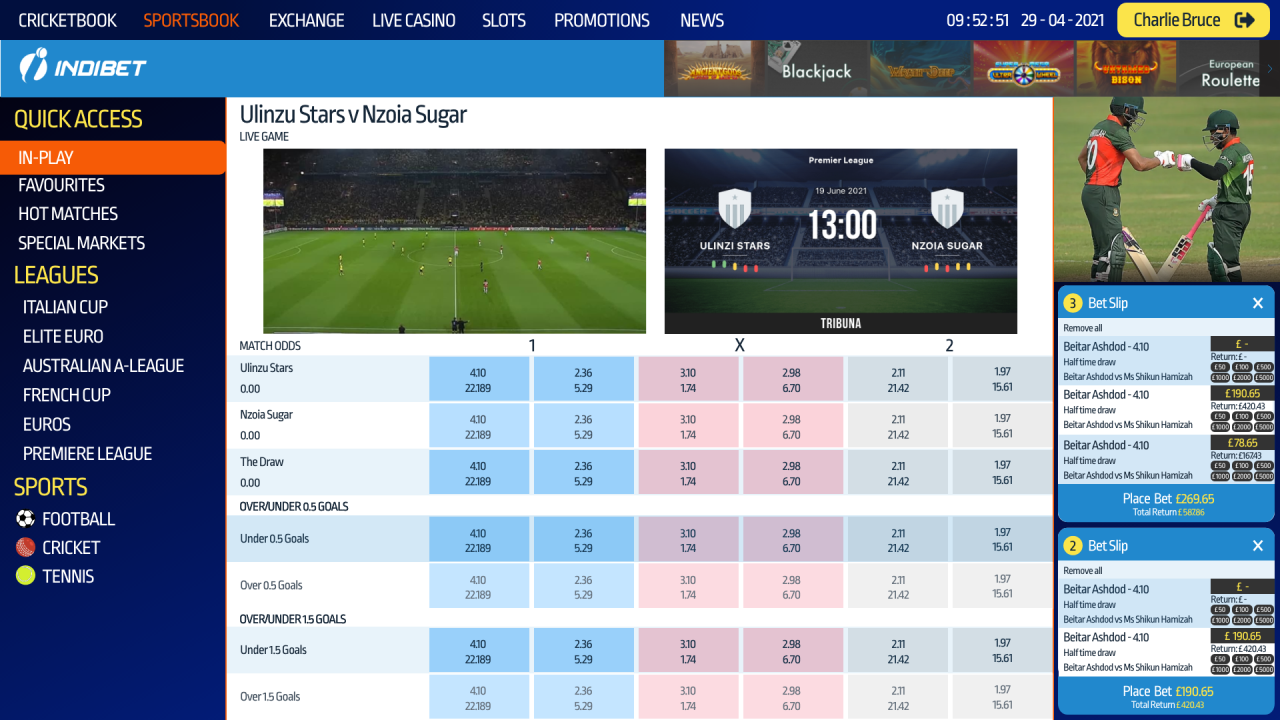 CRICKETBOOK SPORTSBOOK EXCHANGE LIVE CASINO SLOTS PROMOTIONS NEWS 09 : 52 : 51 29 - 04 - 2021 Charlie Bruce
INDIBET
Blackjack
ULTRA WHEEL
BISON
European
Roulette
QUICK ACCESS
IN-PLAY
FAVOURITES
HOT MATCHES
SPECIAL MARKETS
LEAGUES
ITALIAN CUP
ELITE EURO
AUSTRALIAN A-LEAGUE
FRENCH CUP
EUROS
PREMIERE LEAGUE
SPORTS
FOOTBALL
CRICKET
TENNIS
Ulinzu Stars v Nzoia Sugar
LIVE GAME
Premier League
19 June 2021
13:00
ULINZI STARS NZOIA SUGAR
TRIBUNA
MATCH ODDS 1 X 2
Ulinzu Stars 4.10 2.36 3.10 2.98 2.11 1.97
0.00 22.189 5.29 1.74 6.70 21.42 15.61
Nzoia Sugar 4.10 2.36 3.10 2.98 2.11 1.97
0.00 22.189 5.29 1.74 6.70 21.42 15.61
The Draw 4.10 2.36 3.10 2.98 2.11 1.97
0.00 22.189 5.29 1.74 6.70 21.42 15.61
OVER/UNDER 0.5 GOALS
Under 0.5 Goals 4.10 2.36 3.10 2.98 2.11 1.97
22.189 5.29 1.74 6.70 21.42 15.61
Over 0.5 Goals 4.10 2.36 3.10 2.98 2.11 1.97
22.189 5.29 1.74 6.70 21.42 15.61
OVER/UNDER 1.5 GOALS
Under 1.5 Goals 4.10 2.36 3.10 2.98 2.11 1.97
22.189 5.29 1.74 6.70 21.42 15.61
Over 1.5 Goals 4.10 2.36 3.10 2.98 2.11 1.97
22.189 5.29 1.74 6.70 21.42 15.61
3 Bet Slip X
Remove all
Beitar Ashdod - 4.10 £ -
Half time draw Return: £ -
£50 £100 £500
Beitar Ashdod vs Ms Shikun Hamizah £1000 £2000 £5000
Beitar Ashdod - 4.10 £190.65
Half time draw Return: £420.43
£50 £100 £500
Beitar Ashdod vs Ms Shikun Hamizah £1000 £2000 £5000
Beitar Ashdod - 4.10 £78.65
Half time draw Return: £167.43
£50 £100 £500
Beitar Ashdod vs Ms Shikun Hamizah £1000 £2000 £5000
Place Bet £269.65
Total Return £587.86
2 Bet Slip X
Remove all
Beitar Ashdod - 4.10 £ -
Half time draw Return: £ -
£50 £100 £500
Beitar Ashdod vs Ms Shikun Hamizah £1000 £2000 £5000
Beitar Ashdod - 4.10 £ 190.65
Half time draw Return: £420.43
£50 £100 £500
Beitar Ashdod vs Ms Shikun Hamizah £1000 £2000 £5000
Place Bet £190.65
Total Return £ 420.43